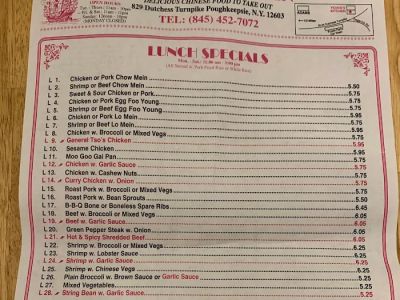 DELICIOUS CHINESE FOOD TO TAKE OUT
OPEN HOURS
829 Dutchess Turnpike Poughkeepsie, N.Y. 12603
(MONDAY CLOSED)
TEL: (845) 452-7072
LUNCH SPECIALS
L 1. Chicken or Pork Chow Mein
L 2. Shrimp or Beef Chow Mein 5.50
L 3. Sweet & Sour Chicken or Pork 5.75
L 4. Chicken or Pork Egg Foo Young 5.75
L 5. Shrimp or Beef Egg Foo Young 5.75
L 6. Chicken or Pork Lo Mein 5.75
L 7. Shrimp or Beef Lo Mein 5.75
L 8. Chicken w. Broccoli or Mixed Vegs 5.75
L 9. General Tso's Chicken 5.95
L 10. Sesame Chicken 5.95
L 11. Moo Goo Gai Pan 5.75
L 12. Chicken w. Garlic Sauce 5.75
L 13. Chicken w. Cashew Nuts 5.75
L 14. Curry Chicken w. Onion 5.75
L 15. Roast Pork w. Broccoli or Mixed Vegs 5.75
L 16. Roast Pork w. Bean Sprouts 5.75
L 17. B-B-Q Bone or Boneless Spare Ribs 6.45
L 18. Beef w. Broccoli or Mixed Vegs 6.05
L 19. Beef w. Garlic Sauce 6.05
L 20. Green Pepper Steak w. Onion 6.05
L 21. Hot & Spicy Shredded Beef 6.05
L 22. Shrimp w. Broccoli or Mixed Vegs 6.25
L 23. Shrimp w. Lobster Sauce 6.25
L 24. Shrimp w. Garlic Sauce 6.25
L 25. Shrimp w. Chinese Vegs 6.25
L 26. Plain Broccoli w. Brown Sauce or Garlic Sauce 5.25
L 27. Mixed Vegetables 5.25
L 28. String Bean w. Garlic Sauce 5.25